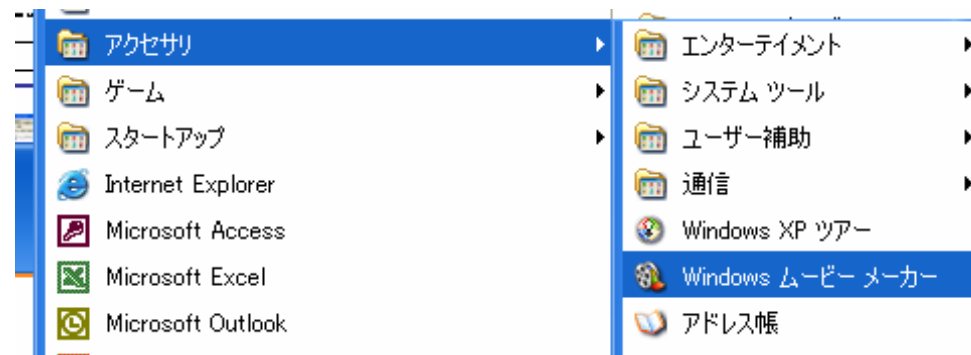 アクセサリ
ゲーム
スタートアップ
Internet Explorer
Microsoft Access
Microsoft Excel
Microsoft Outlook
エンターテイメント
システム ツール
ユーザー補助
通信
Windows XP ツアー
Windows ムービー メーカー
アドレス帳